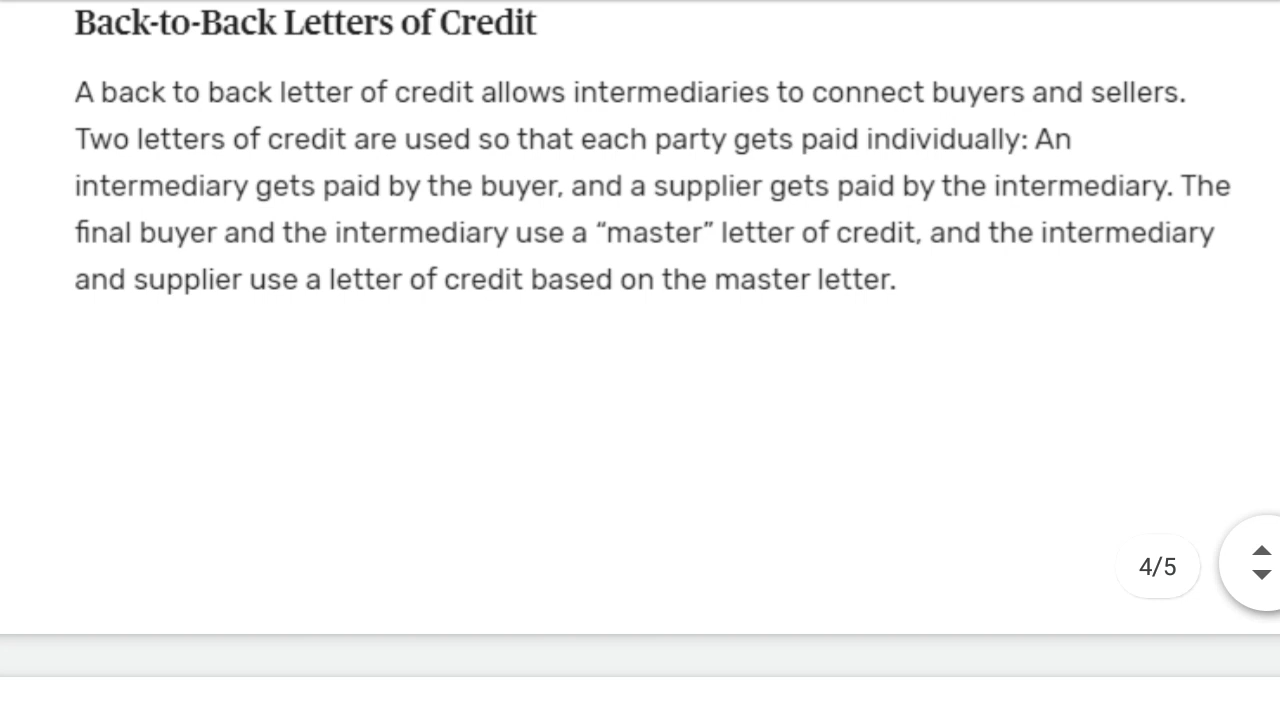 Back-to-Back Letters of Credit
A back to back letter of credit allows intermediaries to connect buyers and sellers.
Two letters of credit are used so that each party gets paid individually: An
intermediary gets paid by the buyer, and a supplier gets paid by the intermediary. The
final buyer and the intermediary use a “master” letter of credit, and the intermediary
and supplier use a letter of credit based on the master letter.
4/5